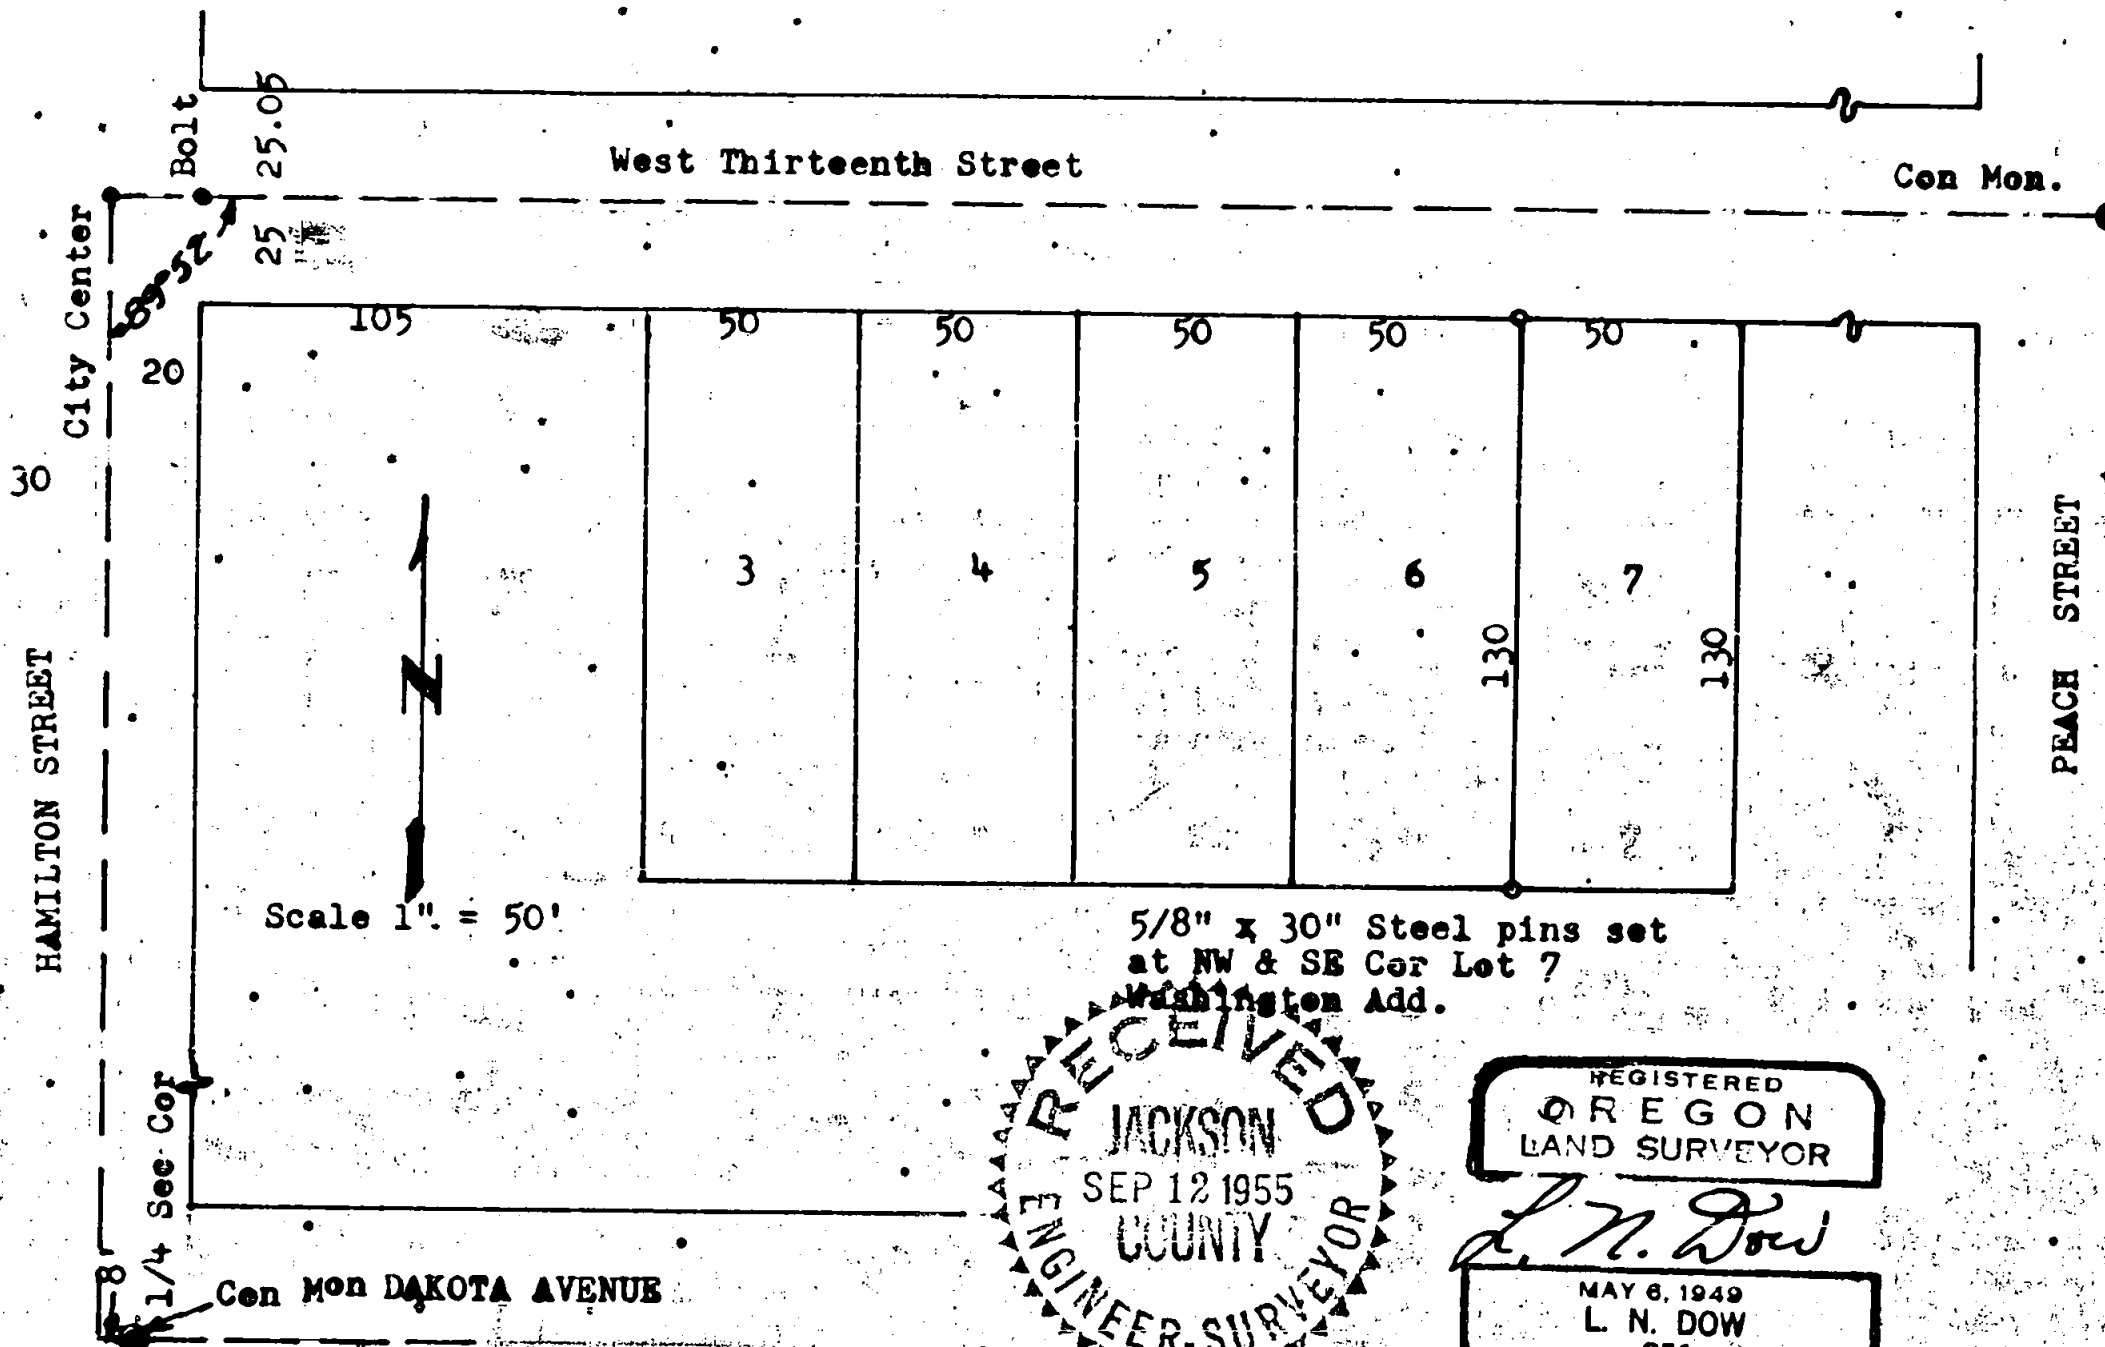 Bolt
25.05
West Thirteenth Street
Con Mon.
City Center
89-52
25
105
50
50
50
50
50
20
30
3
4
5
6
7
130
130
N
HAMILTON STREET
PEACH STREET
Scale 1" = 50'
5/8" x 30" Steel pins set
at NW & SE Cor Lot 7
Washington Add.
RECEIVED
JACKSON
SEP 12 1955
COUNTY
ENGINEER-SURVEYOR
REGISTERED
OREGON
LAND SURVEYOR
L. N. Dow
MAY 6, 1949
L. N. DOW
1/4 Sec Cor
8
Con Mon DAKOTA AVENUE